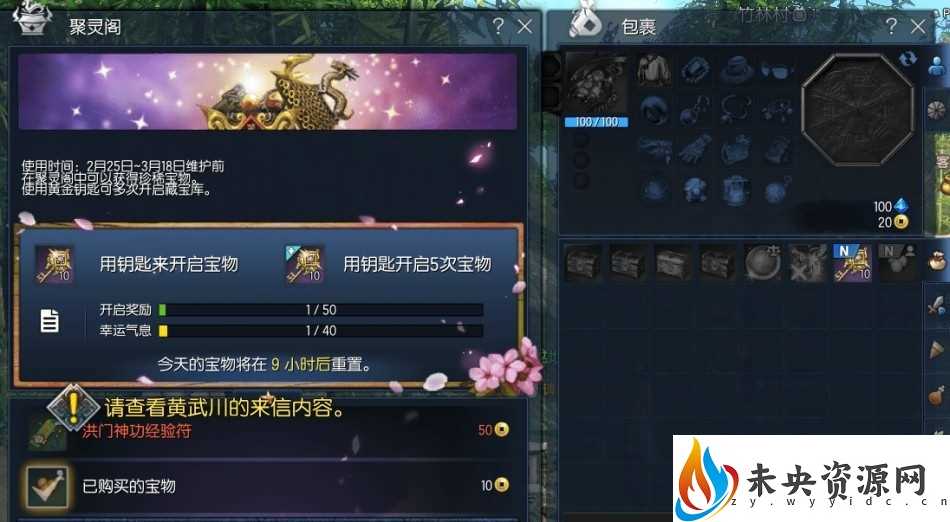 聚灵阁
?
包裹
?
竹林村
使用时间：2月25日~3月18日维护前
在聚灵阁中可以获得珍稀宝物。
使用黄金钥匙可多次开启藏宝库。
100/100
100
20
10
用钥匙来开启宝物
10
用钥匙开启5次宝物
N
10
N
开启奖励
1/50
幸运气息
1/40
今天的宝物将在 9 小时后重置。
请查看黄武川的来信内容。
洪门神功经验符
50
已购买的宝物
10
未央资源网
zy.wyyidc.cn